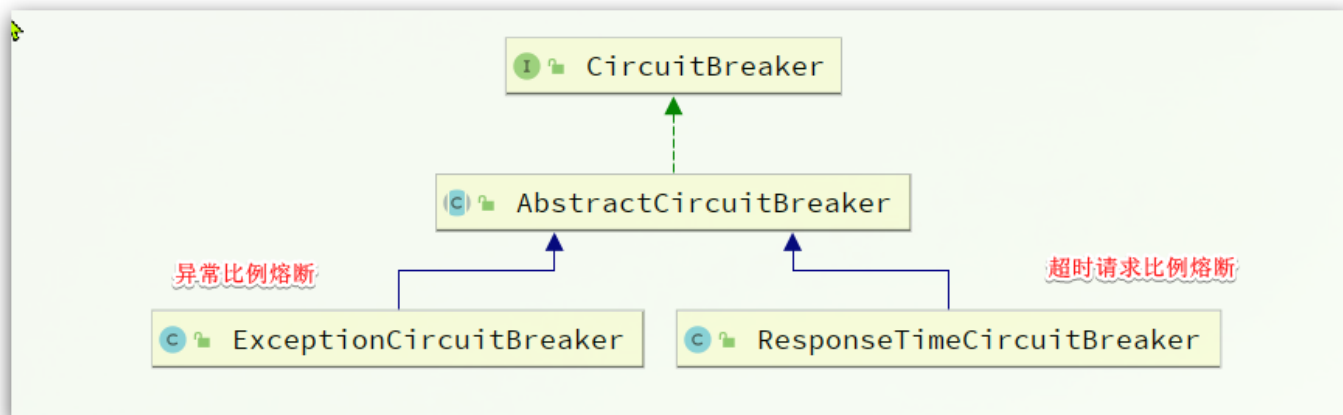 I CircuitBreaker
C AbstractCircuitBreaker
异常比例熔断
超时请求比例熔断
C ExceptionCircuitBreaker
C ResponseTimeCircuitBreaker